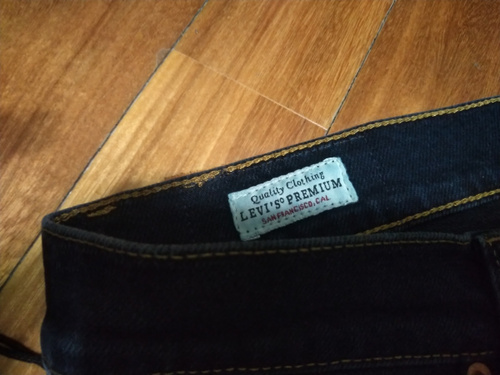 Quality Clothing
LEVI'S® PREMIUM
SAN FRANCISCO, CAL